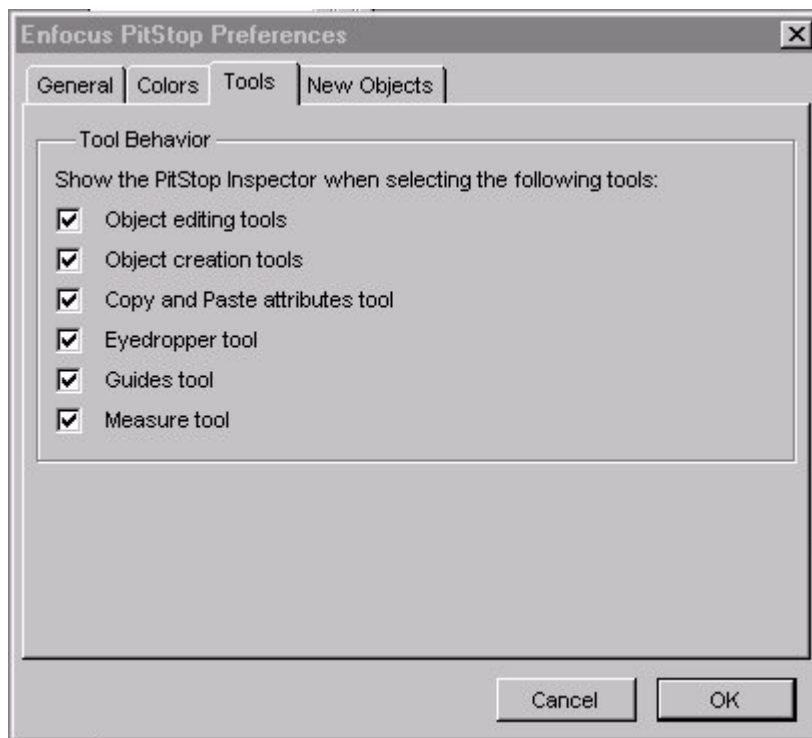 Enfocus PitStop Preferences
General Colors Tools New Objects
Tool Behavior
Show the PitStop Inspector when selecting the following tools:
Object editing tools
Object creation tools
Copy and Paste attributes tool
Eyedropper tool
Guides tool
Measure tool
Cancel OK